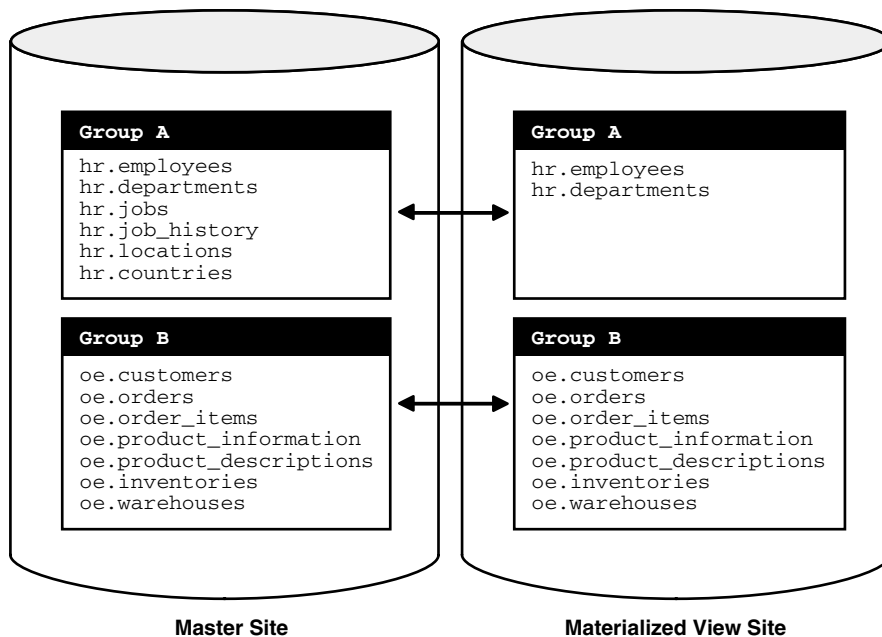 Group A
hr.employees
hr.departments
hr.jobs
hr.job_history
hr.locations
hr.countries
Group B
oe.customers
oe.orders
oe.order_items
oe.product_information
oe.product_descriptions
oe.inventories
oe.warehouses
Master Site
Group A
hr.employees
hr.departments
Group B
oe.customers
oe.orders
oe.order_items
oe.product_information
oe.product_descriptions
oe.inventories
oe.warehouses
Materialized View Site